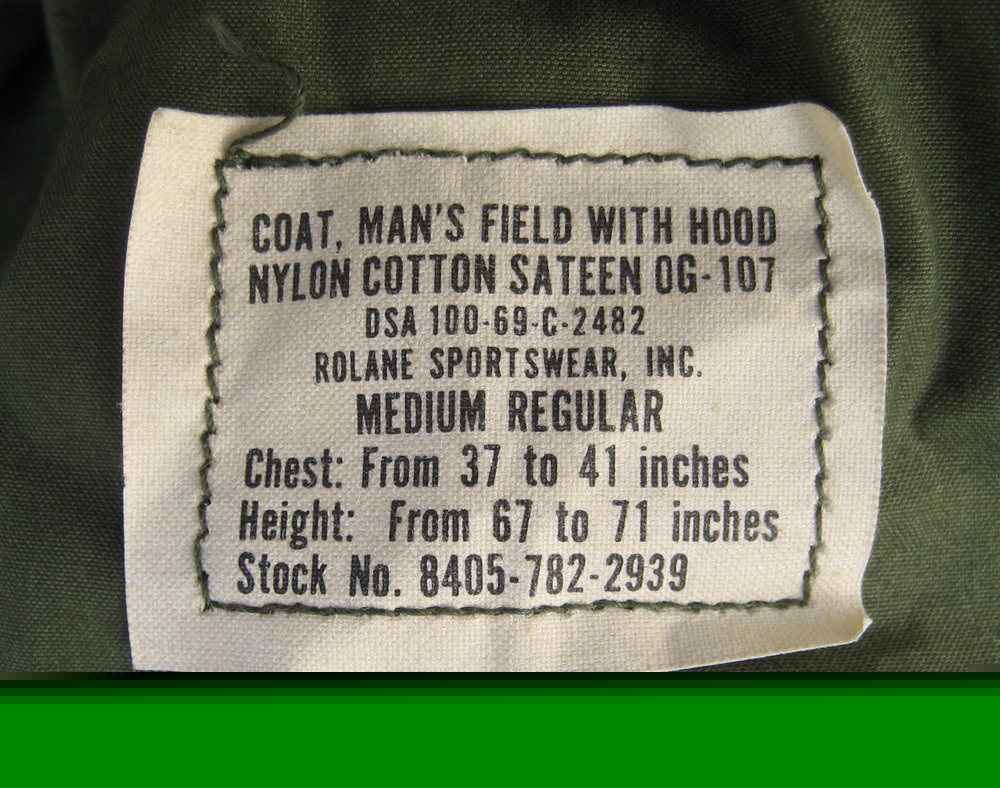 COAT, MAN'S FIELD WITH HOOD
NYLON COTTON SATEEN OG-107
DSA 100-69-C-2482
ROLANE SPORTSWEAR, INC.
MEDIUM REGULAR
Chest: From 37 to 41 inches
Height: From 67 to 71 inches
Stock No. 8405-782-2939